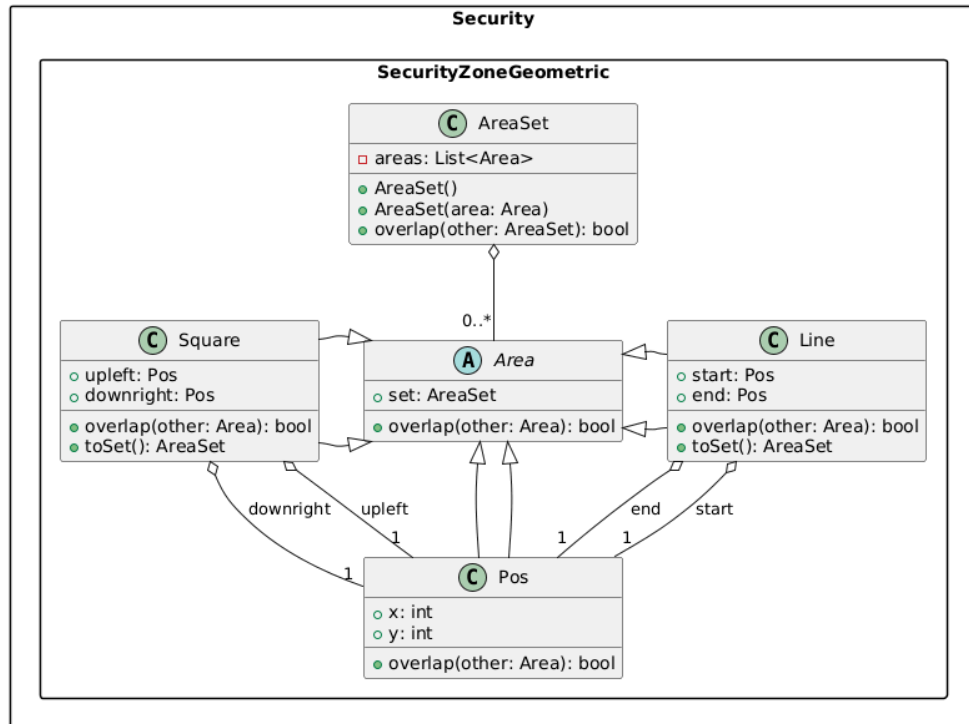 Security
SecurityZoneGeometric
C AreaSet
areas: List<Area>
AreaSet()
AreaSet(area: Area)
overlap(other: AreaSet): bool
0..*
C Square
upleft: Pos
downright: Pos
overlap(other: Area): bool
toSet(): AreaSet
A Area
set: AreaSet
overlap(other: Area): bool
C Line
start: Pos
end: Pos
overlap(other: Area): bool
toSet(): AreaSet
downright
upleft
end
start
1
1
1
1
C Pos
x: int
y: int
overlap(other: Area): bool